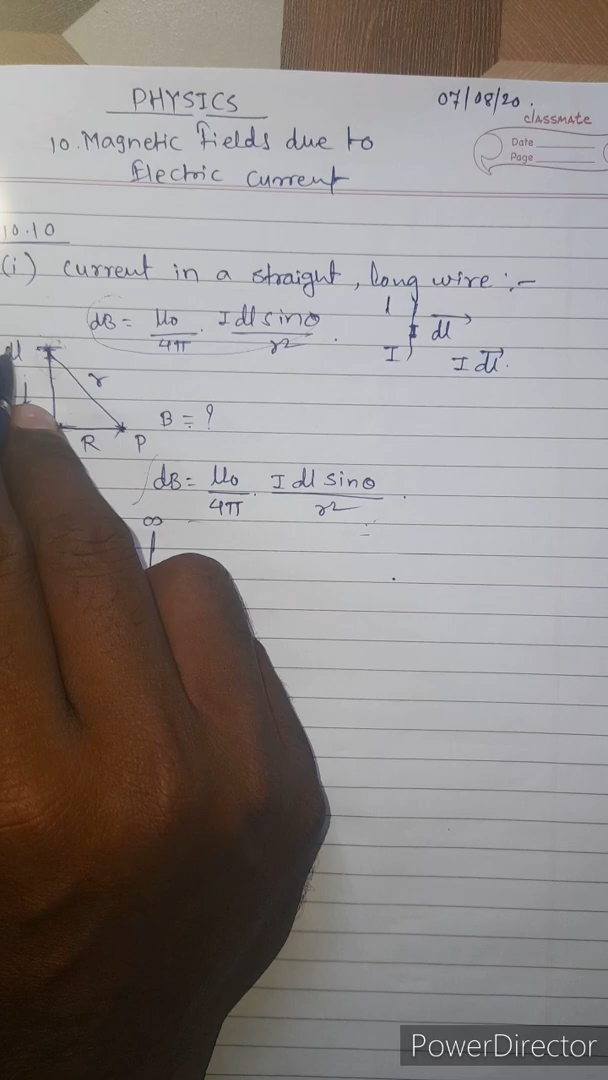 PHYSICS
07/08/20.
classmate
Date
Page
10. Magnetic Fields due to
Electric Current
10.10
(i) current in a straight, long wire :-
dB = μ₀/4π . Idl sinθ/r² .
dl
I
I dl.
dl
r
R P
B = ?
dB = μ₀/4π . I dl sinθ/r² .
∞
PowerDirector